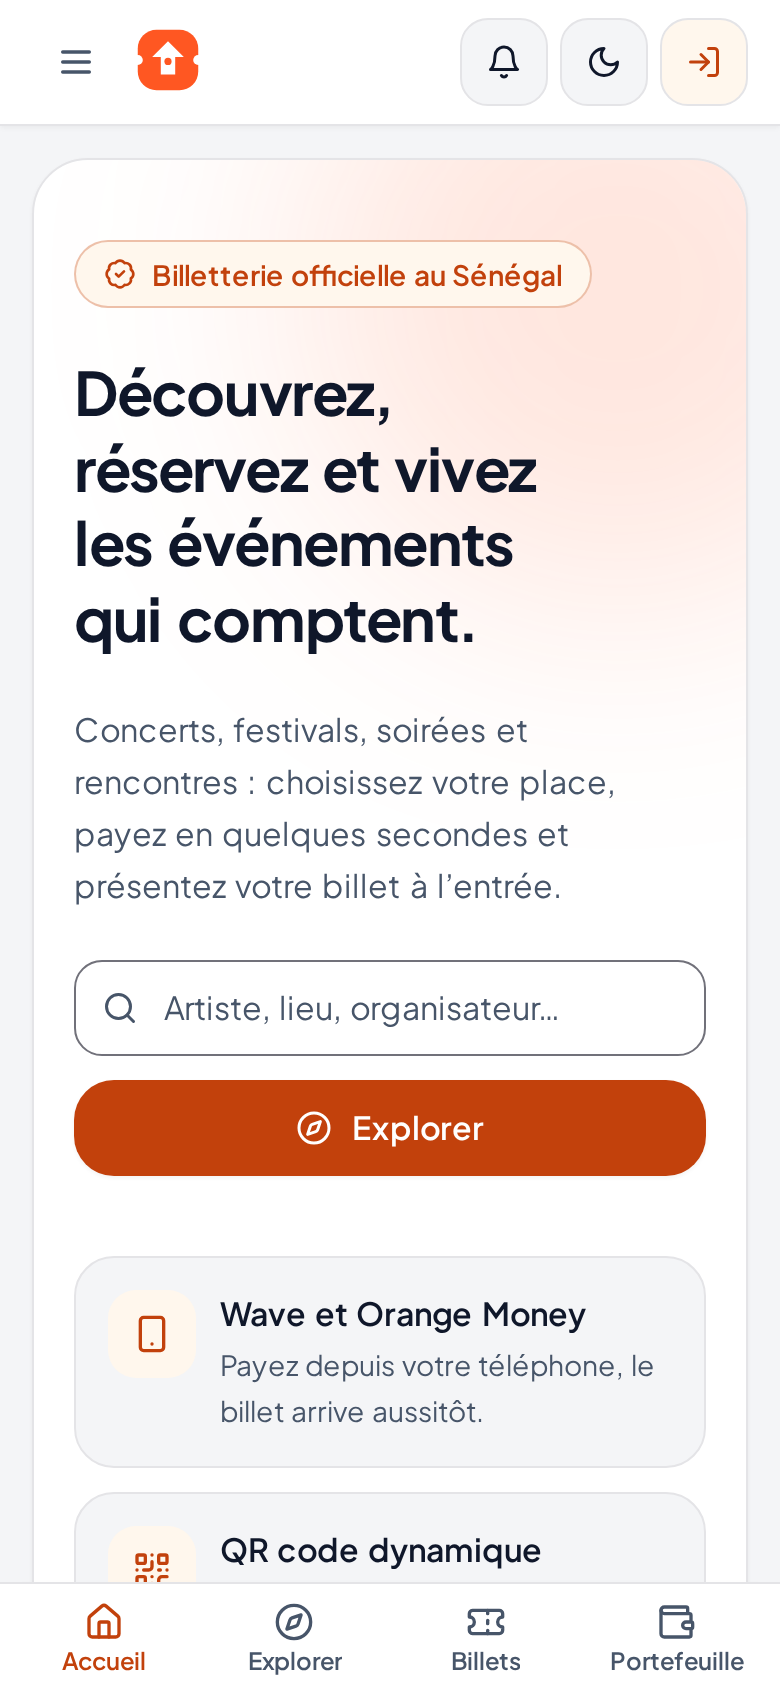 Billetterie officielle au Sénégal
Découvrez,
réservez et vivez
les événements
qui comptent.
Concerts, festivals, soirées et
rencontres : choisissez votre place,
payez en quelques secondes et
présentez votre billet à l’entrée.
Artiste, lieu, organisateur…
Explorer
Wave et Orange Money
Payez depuis votre téléphone, le
billet arrive aussitôt.
QR code dynamique
Accueil
Explorer
Billets
Portefeuille